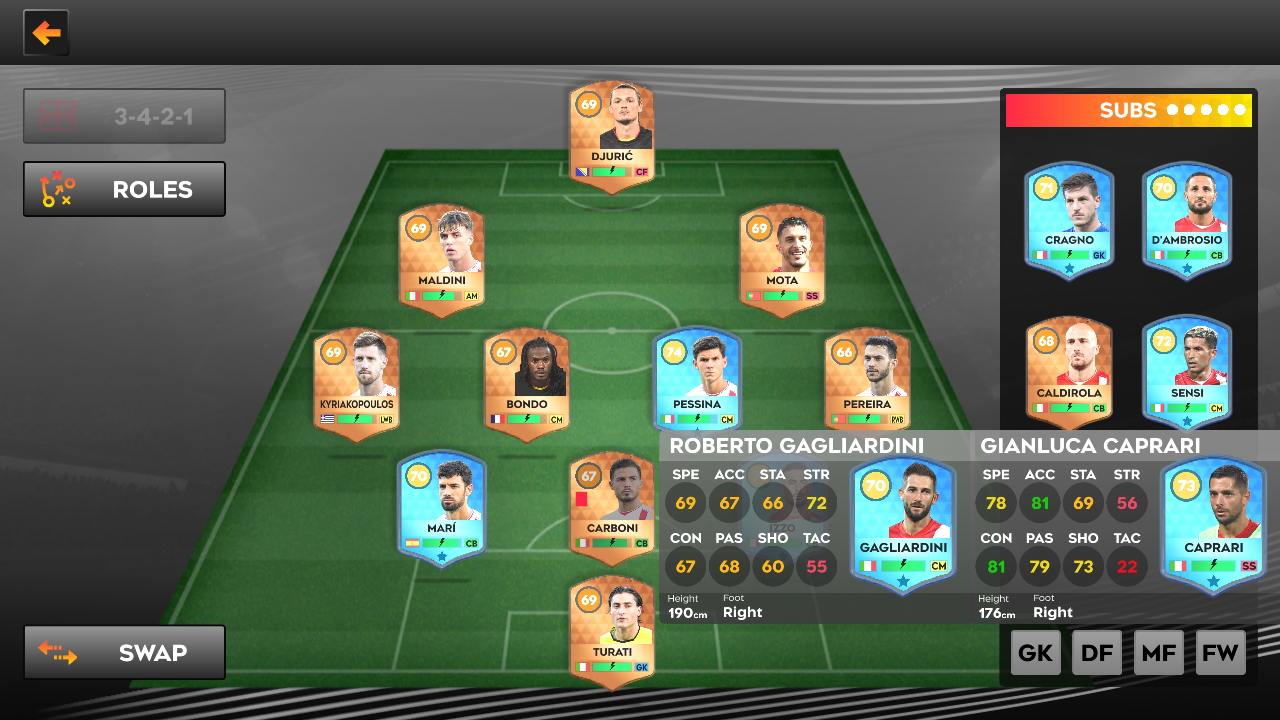 3-4-2-1
ROLES
SUBS
69
DJURIĆ
CF
69
MALDINI
AM
69
MOTA
SS
71
CRAGNO
GK
70
D'AMBROSIO
CB
69
KYRIAKOPOULOS
LWB
67
BONDO
CM
74
PESSINA
CM
66
PEREIRA
RWB
68
CALDIROLA
CB
72
SENSI
CM
70
MARÍ
CB
67
CARBONI
CB
IZZO
ROBERTO GAGLIARDINI
SPE ACC STA STR
69 67 66 72
CON PAS SHO TAC
67 68 60 55
Height Foot
190cm Right
70
GAGLIARDINI
CM
GIANLUCA CAPRARI
SPE ACC STA STR
78 81 69 56
CON PAS SHO TAC
81 79 73 22
Height Foot
176cm Right
73
CAPRARI
SS
69
TURATI
GK
SWAP
GK DF MF FW